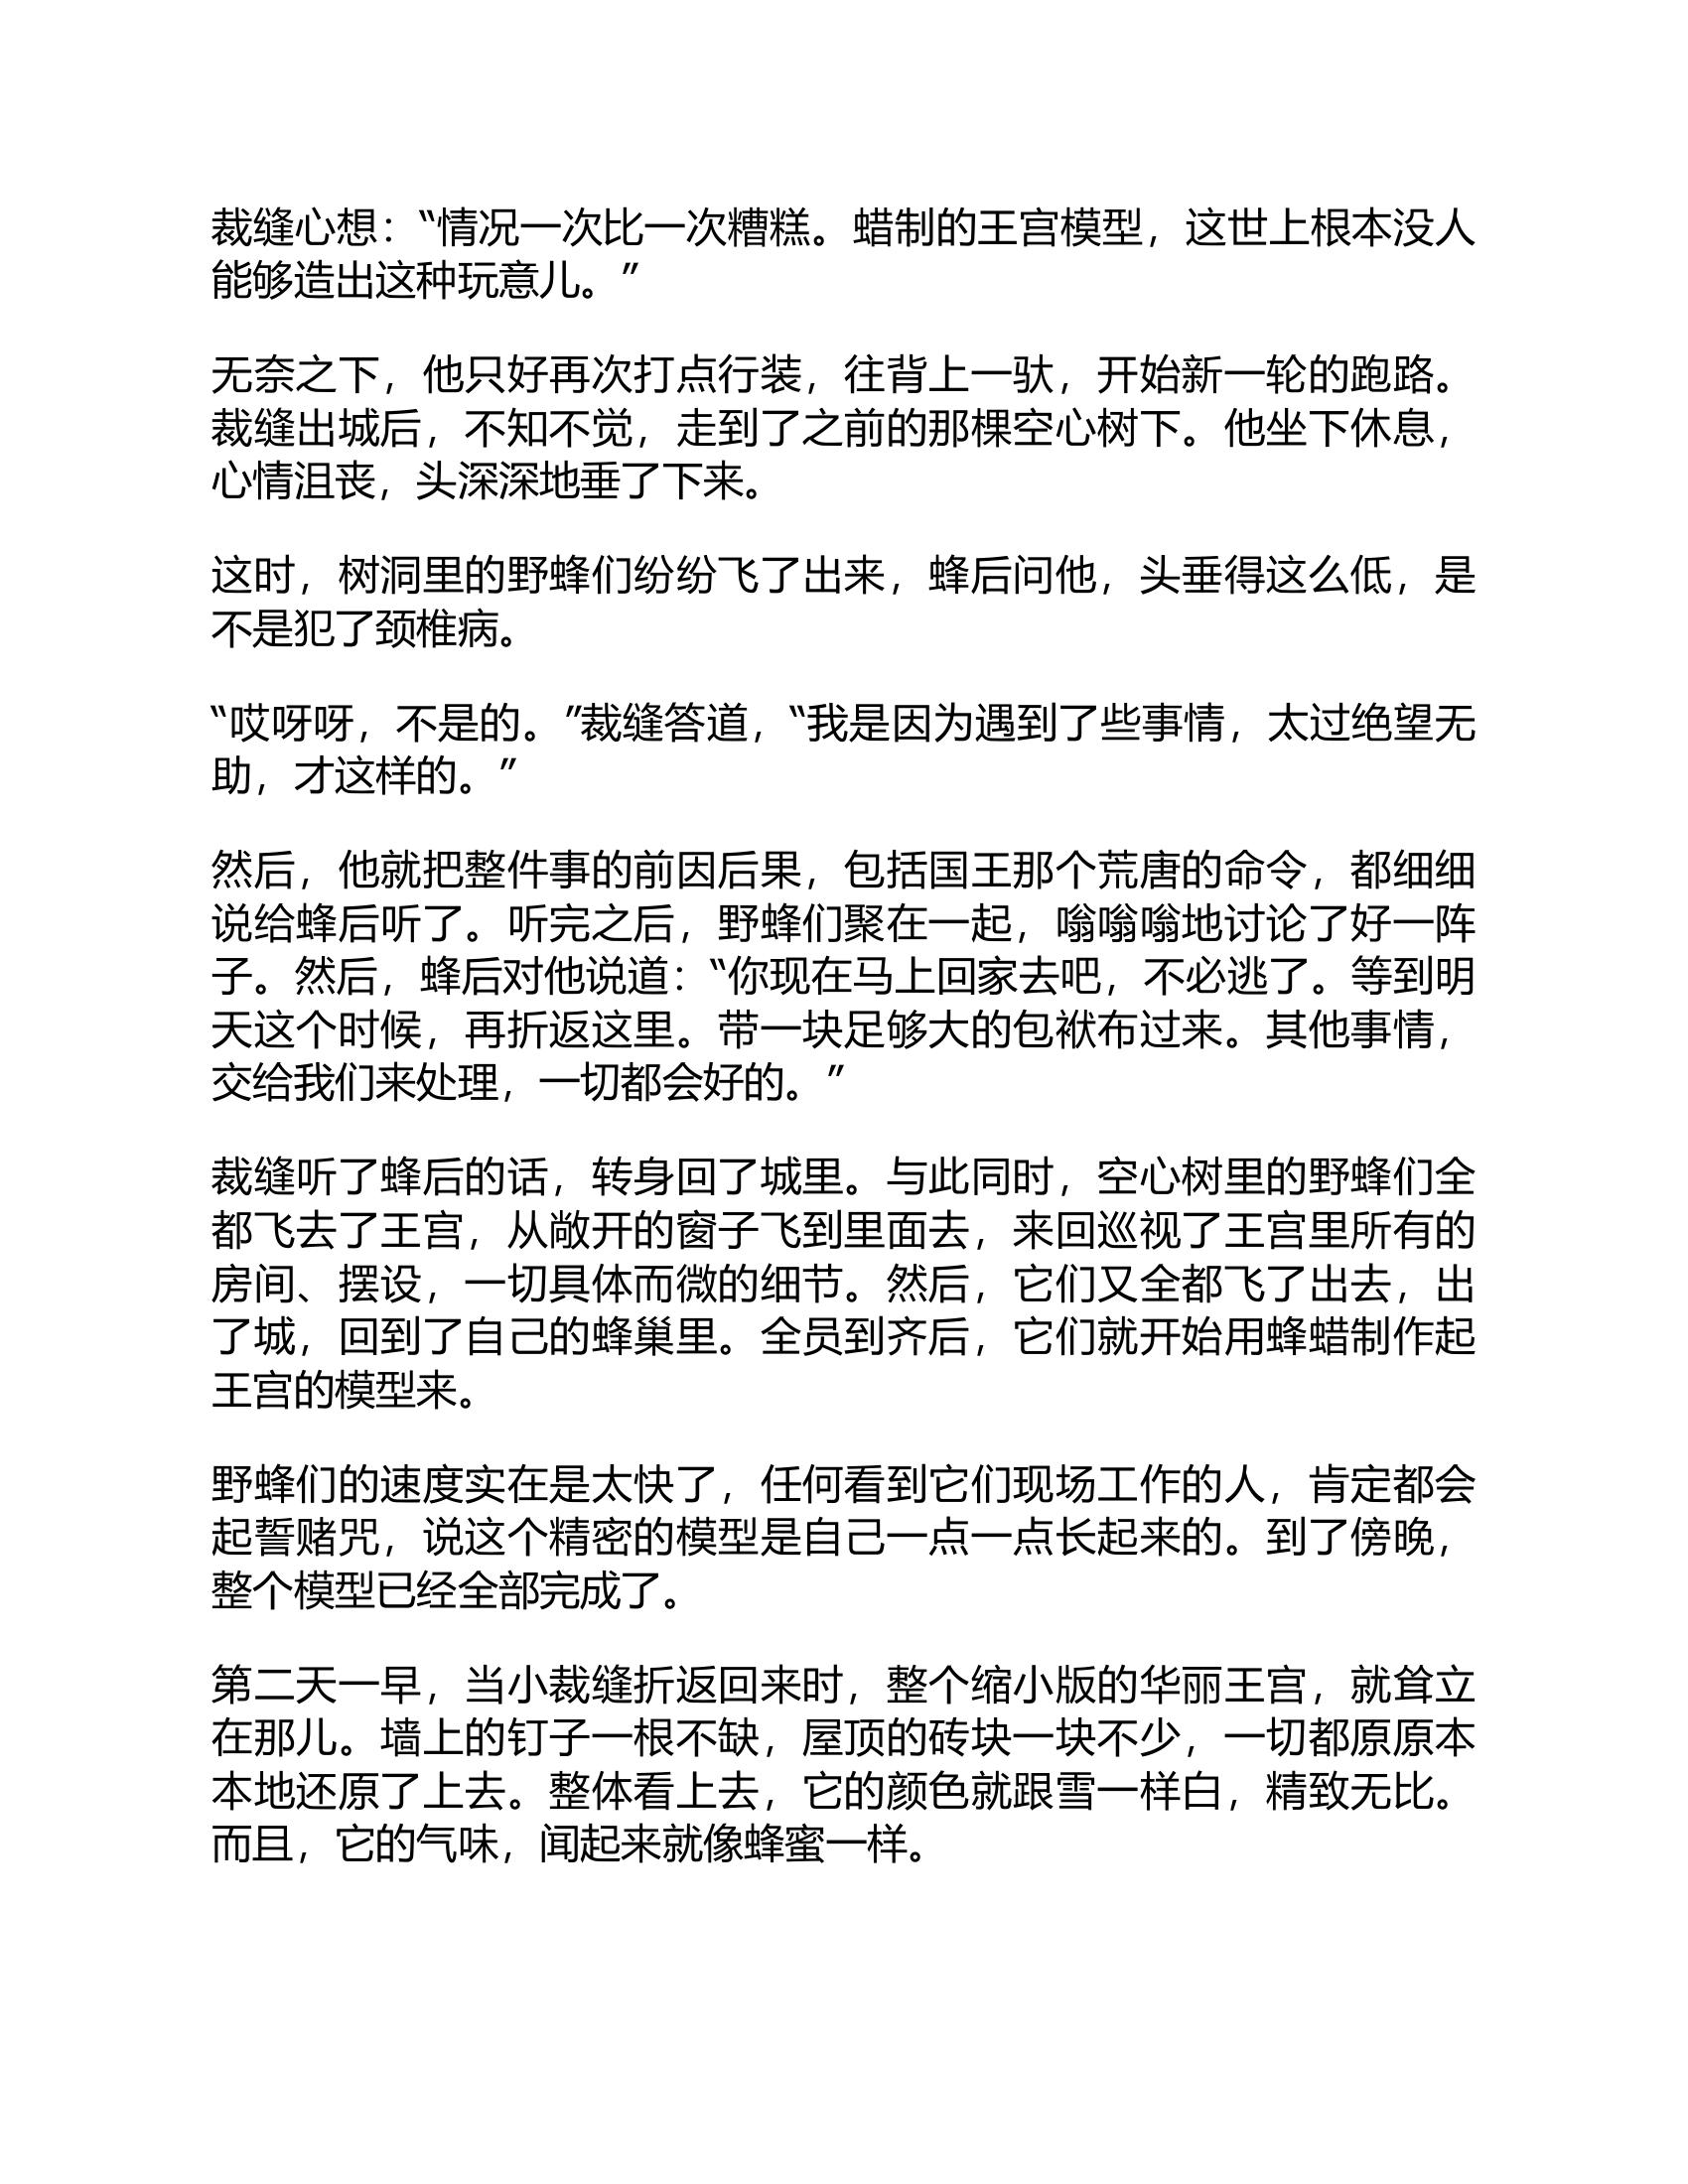 裁缝心想：“情况一次比一次糟糕。蜡制的王宫模型，这世上根本没人
能够造出这种玩意儿。”
无奈之下，他只好再次打点行装，往背上一驮，开始新一轮的跑路。
裁缝出城后，不知不觉，走到了之前的那棵空心树下。他坐下休息，
心情沮丧，头深深地垂了下来。
这时，树洞里的野蜂们纷纷飞了出来，蜂后问他，头垂得这么低，是
不是犯了颈椎病。
“哎呀呀，不是的。”裁缝答道，“我是因为遇到了些事情，太过绝望无
助，才这样的。”
然后，他就把整件事的前因后果，包括国王那个荒唐的命令，都细细
说给蜂后听了。听完之后，野蜂们聚在一起，嗡嗡嗡地讨论了好一阵
子。然后，蜂后对他说道：“你现在马上回家去吧，不必逃了。等到明
天这个时候，再折返这里。带一块足够大的包袱布过来。其他事情，
交给我们来处理，一切都会好的。”
裁缝听了蜂后的话，转身回了城里。与此同时，空心树里的野蜂们全
都飞去了王宫，从敞开的窗子飞到里面去，来回巡视了王宫里所有的
房间、摆设，一切具体而微的细节。然后，它们又全都飞了出去，出
了城，回到了自己的蜂巢里。全员到齐后，它们就开始用蜂蜡制作起
王宫的模型来。
野蜂们的速度实在是太快了，任何看到它们现场工作的人，肯定都会
起誓赌咒，说这个精密的模型是自己一点一点长起来的。到了傍晚，
整个模型已经全部完成了。
第二天一早，当小裁缝折返回来时，整个缩小版的华丽王宫，就耸立
在那儿。墙上的钉子一根不缺，屋顶的砖块一块不少，一切都原原本
本地还原了上去。整体看上去，它的颜色就跟雪一样白，精致无比。
而且，它的气味，闻起来就像蜂蜜一样。